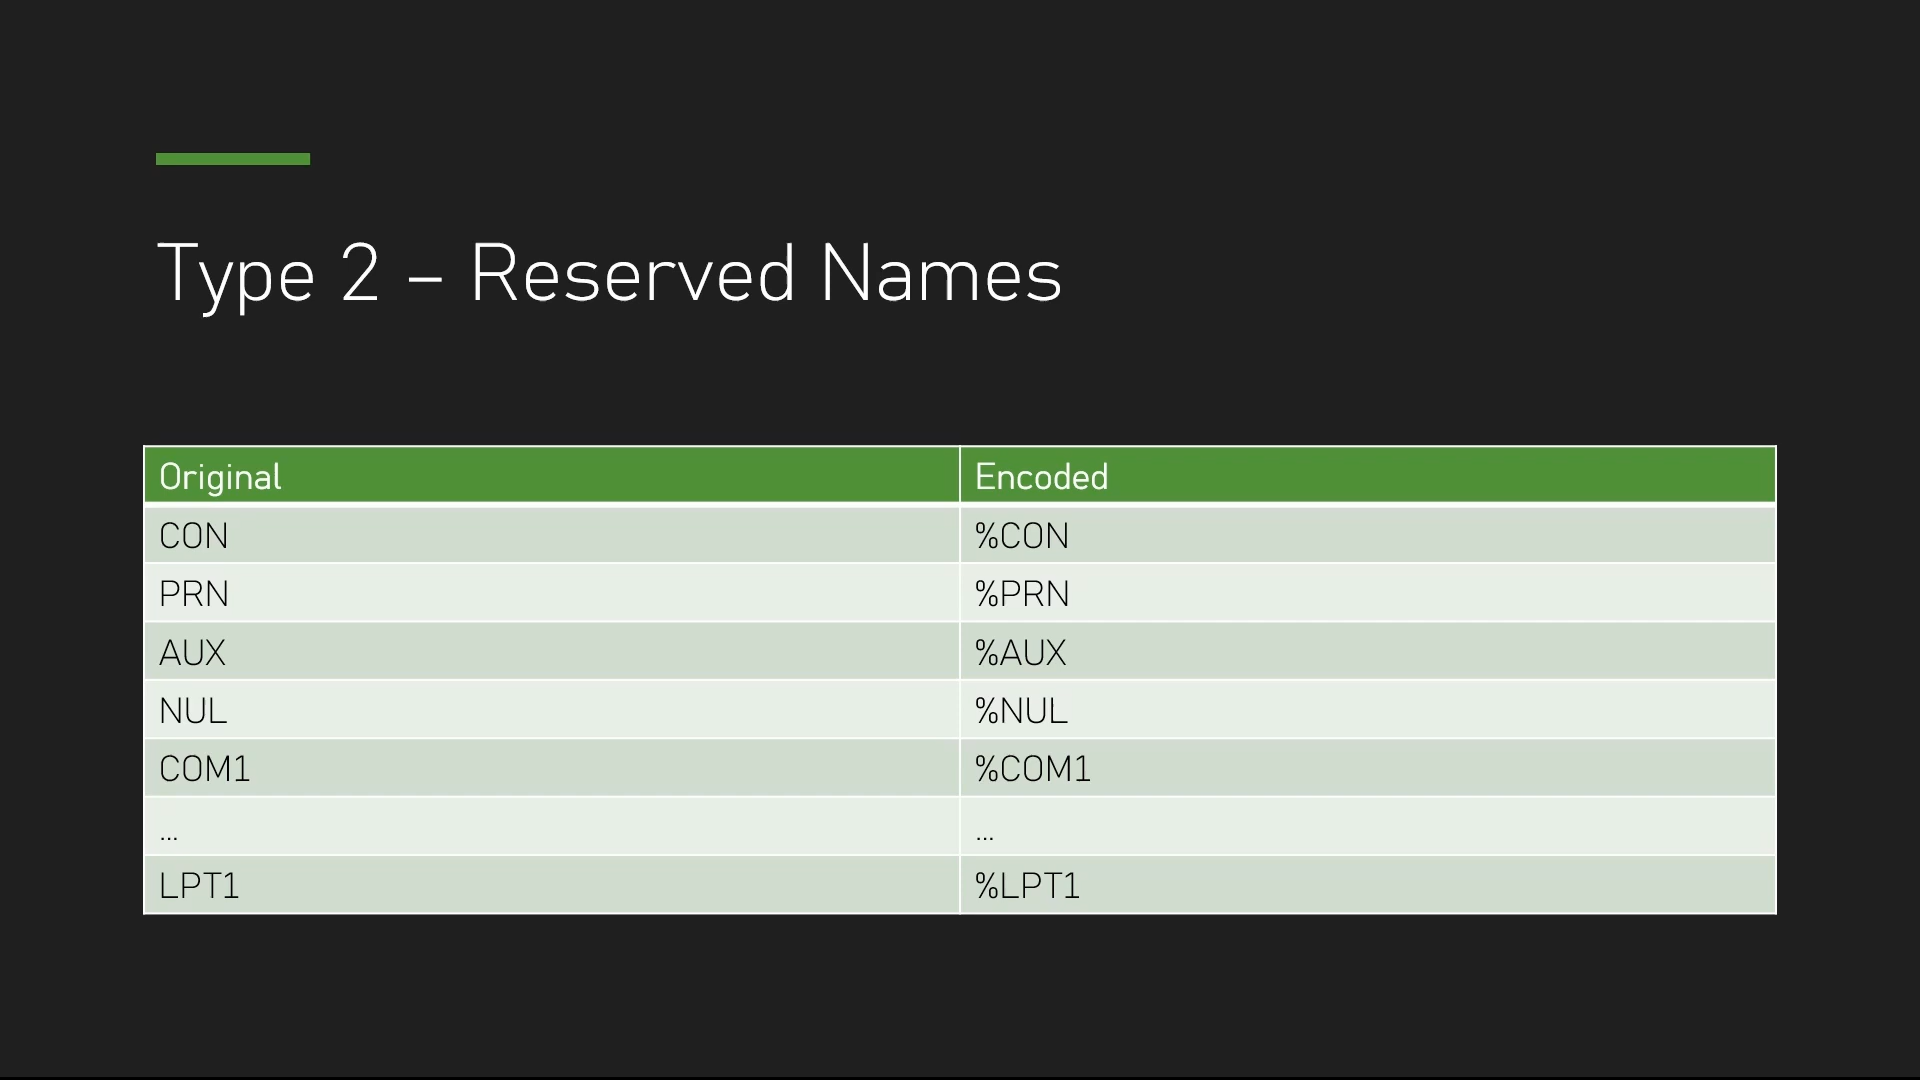 Type 2 – Reserved Names
Original Encoded
CON %CON
PRN %PRN
AUX %AUX
NUL %NUL
COM1 %COM1
... ...
LPT1 %LPT1